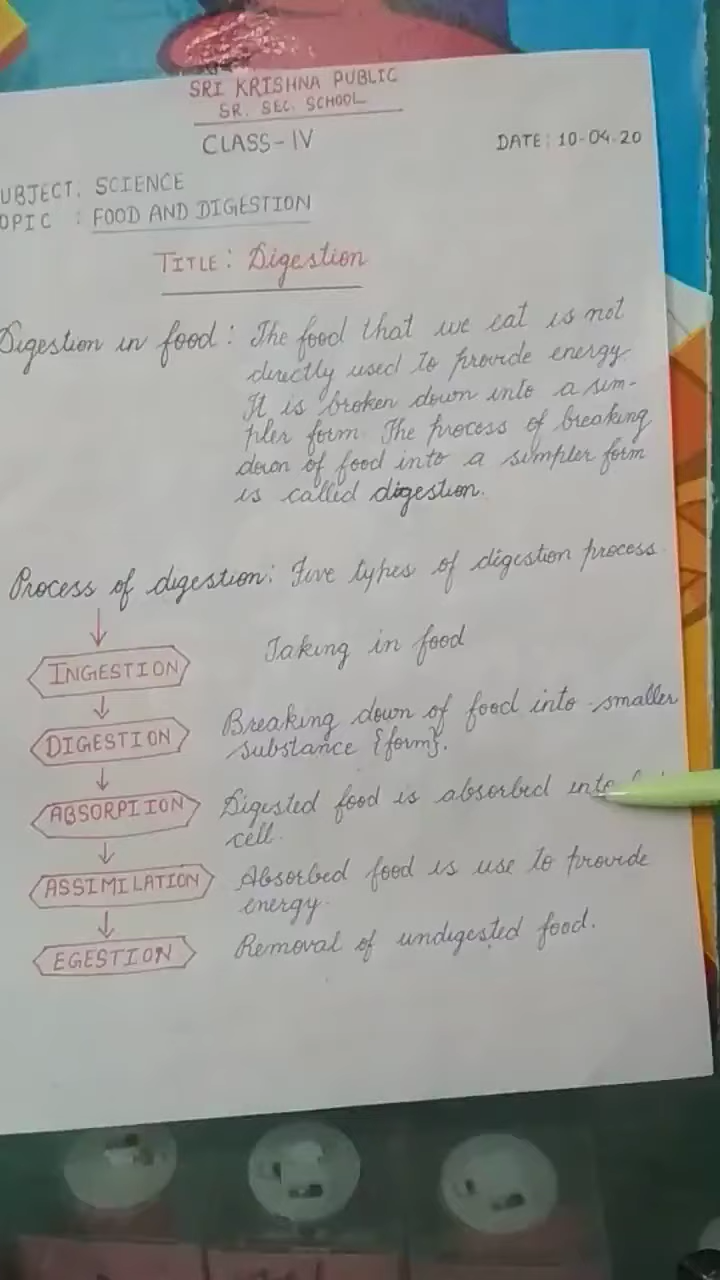 SRI KRISHNA PUBLIC
SR. SEC. SCHOOL
CLASS-IV
DATE: 10-04-20
UBJECT: SCIENCE
OPIC : FOOD AND DIGESTION
TITLE: Digestion
Digestion in food: The food that we eat is not
directly used to provide energy.
It is broken down into a sim-
pler form. The process of breaking
down of food into a simpler form
is called digestion.
Process of digestion: Five types of digestion process
INGESTION Taking in food
DIGESTION Breaking down of food into smaller
substance {form}.
ABSORPTION Digested food is absorbed into
cell.
ASSIMILATION Absorbed food is use to provide
energy.
EGESTION Removal of undigested food.